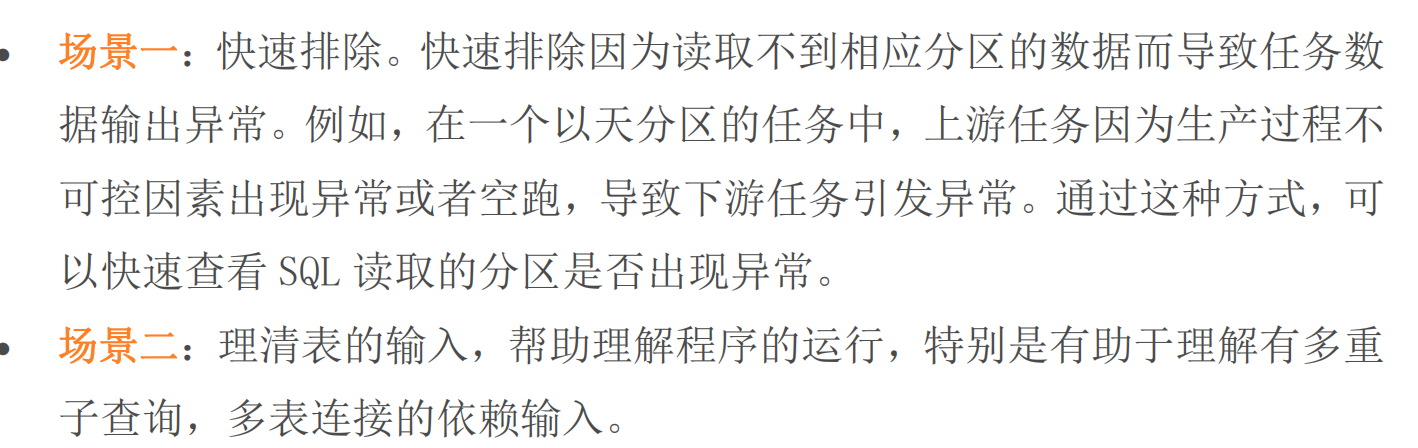 • 场景一：快速排除。快速排除因为读取不到相应分区的数据而导致任务数
据输出异常。例如，在一个以天分区的任务中，上游任务因为生产过程不
可控因素出现异常或者空跑，导致下游任务引发异常。通过这种方式，可
以快速查看 SQL 读取的分区是否出现异常。
• 场景二：理清表的输入，帮助理解程序的运行，特别是有助于理解有多重
子查询，多表连接的依赖输入。